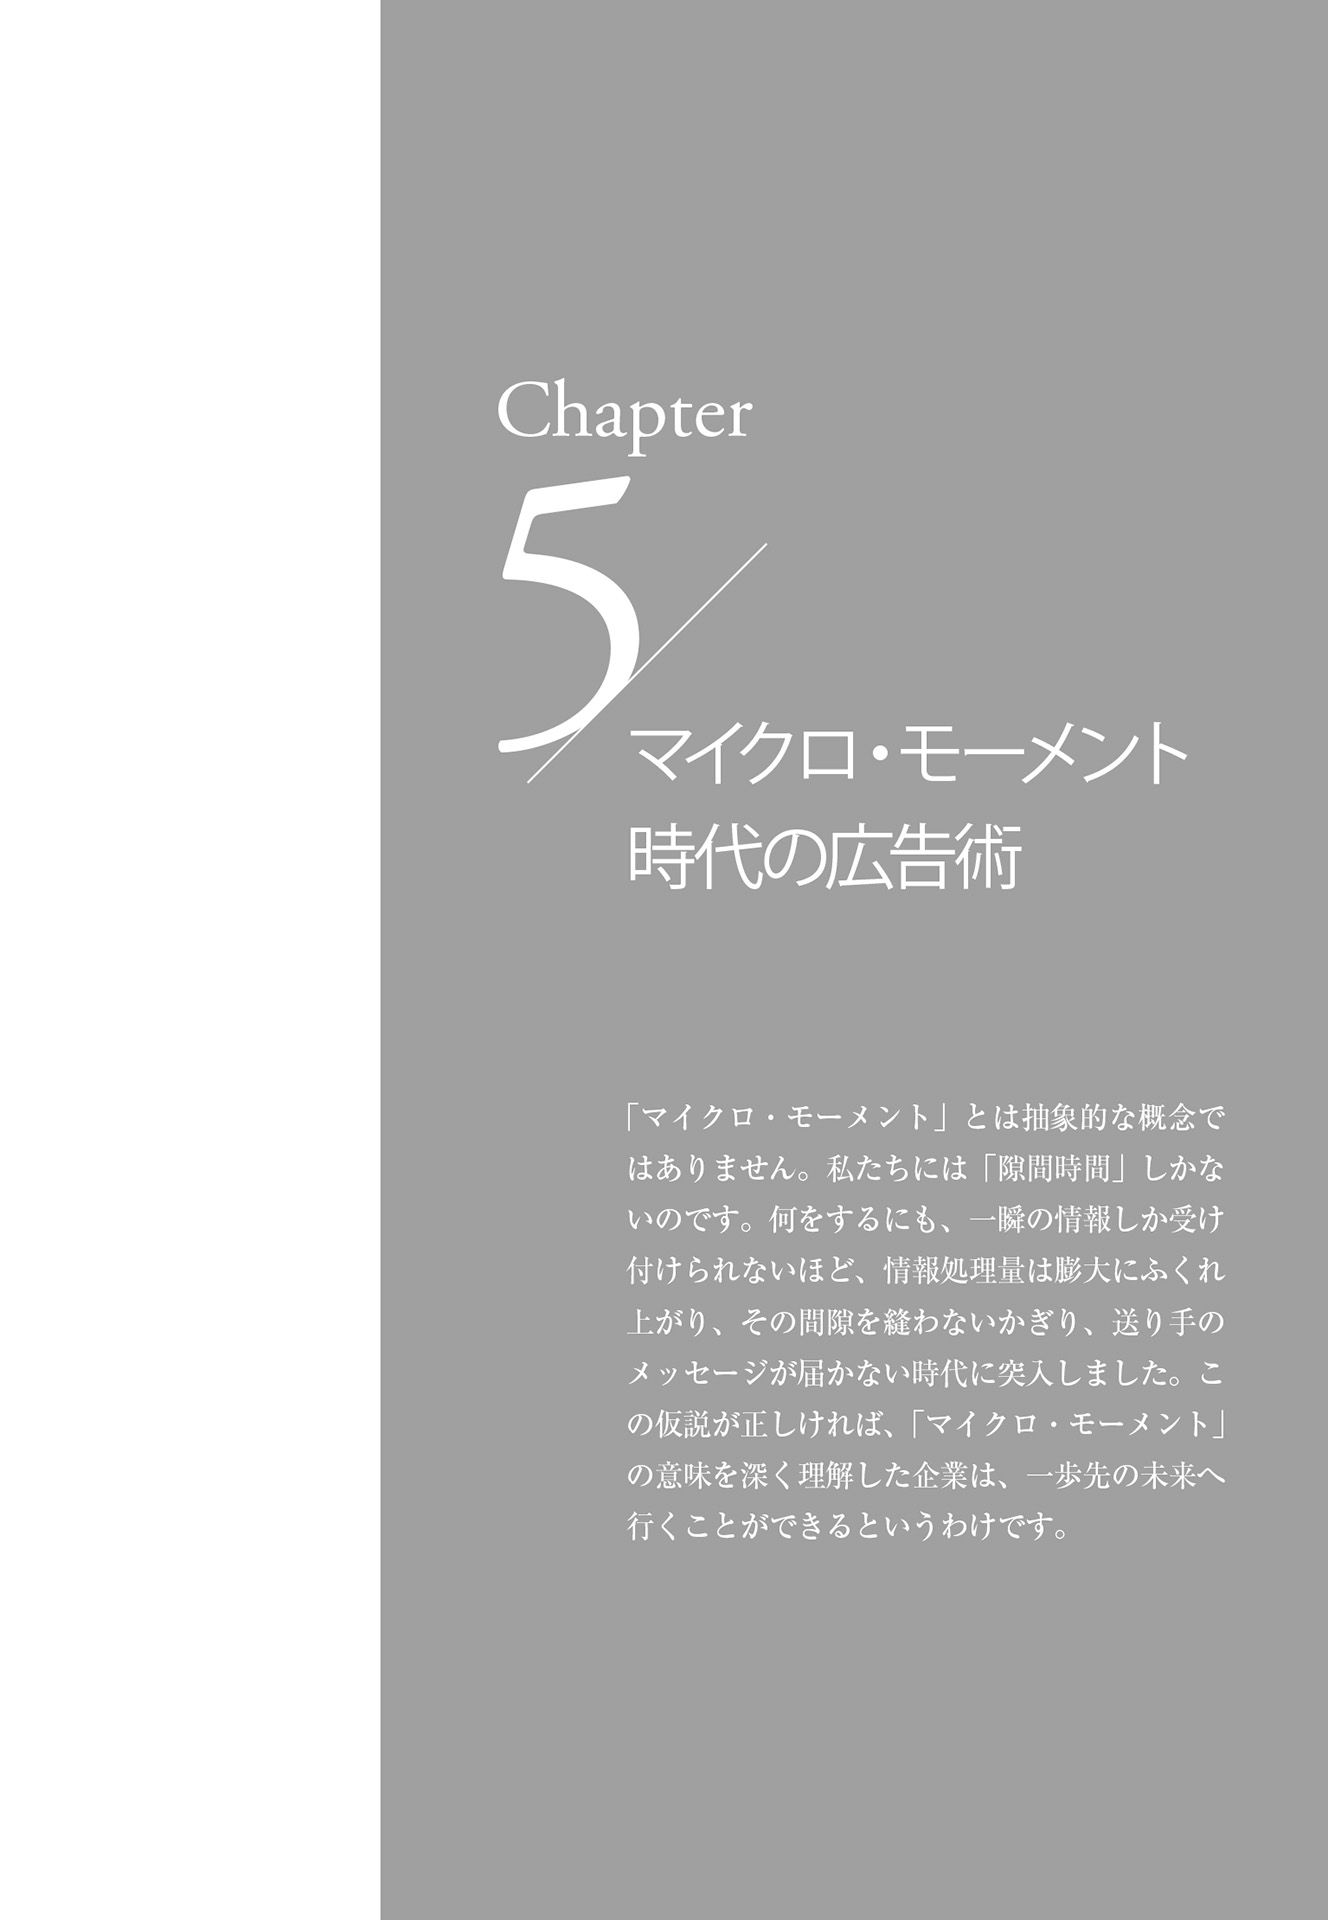 Chapter
5
マイクロ・モーメント
時代の広告術
「マイクロ・モーメント」とは抽象的な概念で
はありません。私たちには「隙間時間」しかな
いのです。何をするにも、一瞬の情報しか受け
付けられないほど、情報処理量は膨大にふくれ
上がり、その間隙を縫わないかぎり、送り手の
メッセージが届かない時代に突入しました。こ
の仮説が正しければ、「マイクロ・モーメント」
の意味を深く理解した企業は、一歩先の未来へ
行くことができるというわけです。